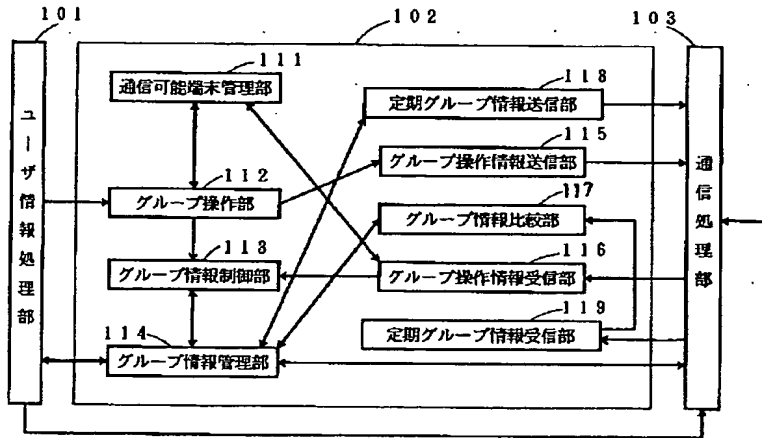 101
102
103
ユーザ情報処理部
111
通信可能端末管理部
118
定期グループ情報送信部
115
グループ操作情報送信部
112
グループ操作部
117
グループ情報比較部
113
グループ情報制御部
116
グループ操作情報受信部
119
定期グループ情報受信部
114
グループ情報管理部
通信処理部